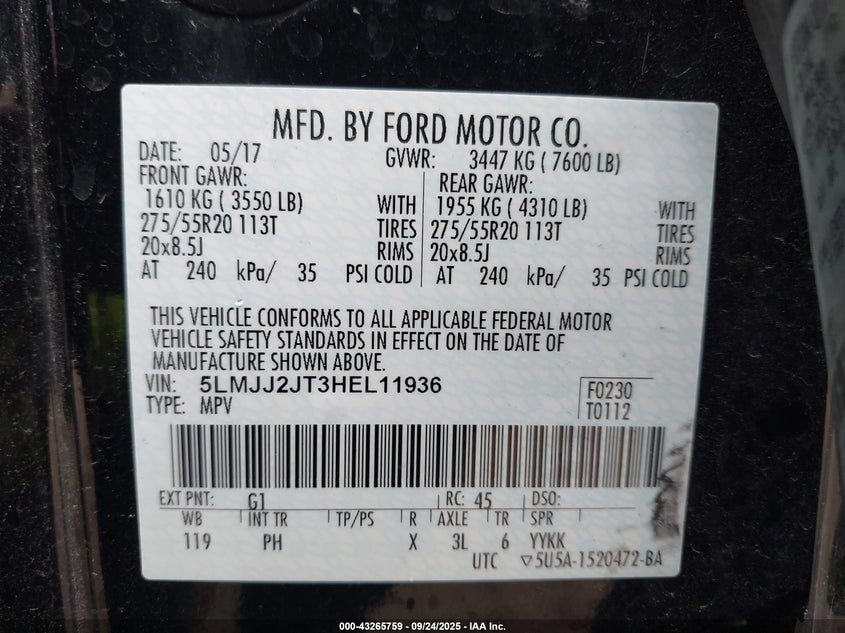 MFD. BY FORD MOTOR CO.
DATE: 05/17 GVWR: 3447 KG ( 7600 LB)
FRONT GAWR: REAR GAWR:
1610 KG ( 3550 LB) WITH 1955 KG ( 4310 LB) WITH
275/55R20 113T TIRES 275/55R20 113T TIRES
20x8.5J RIMS 20x8.5J RIMS
AT 240 kPa/ 35 PSI COLD AT 240 kPa/ 35 PSI COLD
THIS VEHICLE CONFORMS TO ALL APPLICABLE FEDERAL MOTOR
VEHICLE SAFETY STANDARDS IN EFFECT ON THE DATE OF
MANUFACTURE SHOWN ABOVE.
VIN: 5LMJJ2JT3HEL11936 F0230
TYPE: MPV T0112
EXT PNT: G1 RC: 45 DSO:
WB INT TR TP/PS R AXLE TR SPR
119 PH X 3L 6 YYKK
UTC ▽5U5A-1520472-BA
000-43265759 - 09/24/2025 - IAA Inc.